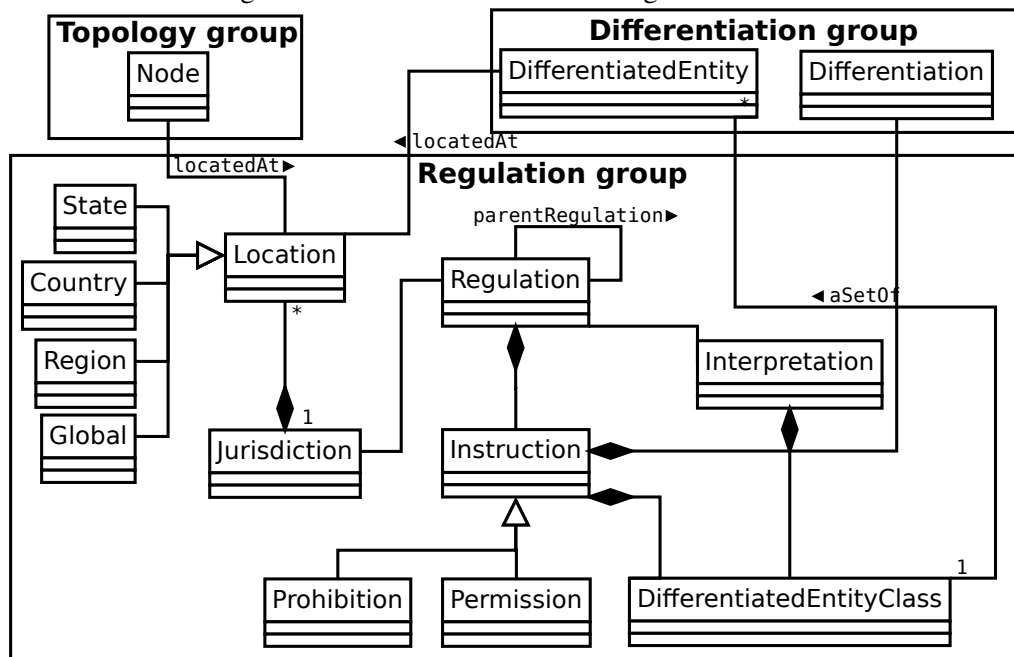 Topology group
Differentiation group
Node
DifferentiatedEntity
Differentiation
*
◄locatedAt
locatedAt►
Regulation group
State
parentRegulation►
Location
Country
Regulation
◄aSetOf
*
Region
Interpretation
Global
1
Jurisdiction
Instruction
1
Prohibition
Permission
DifferentiatedEntityClass